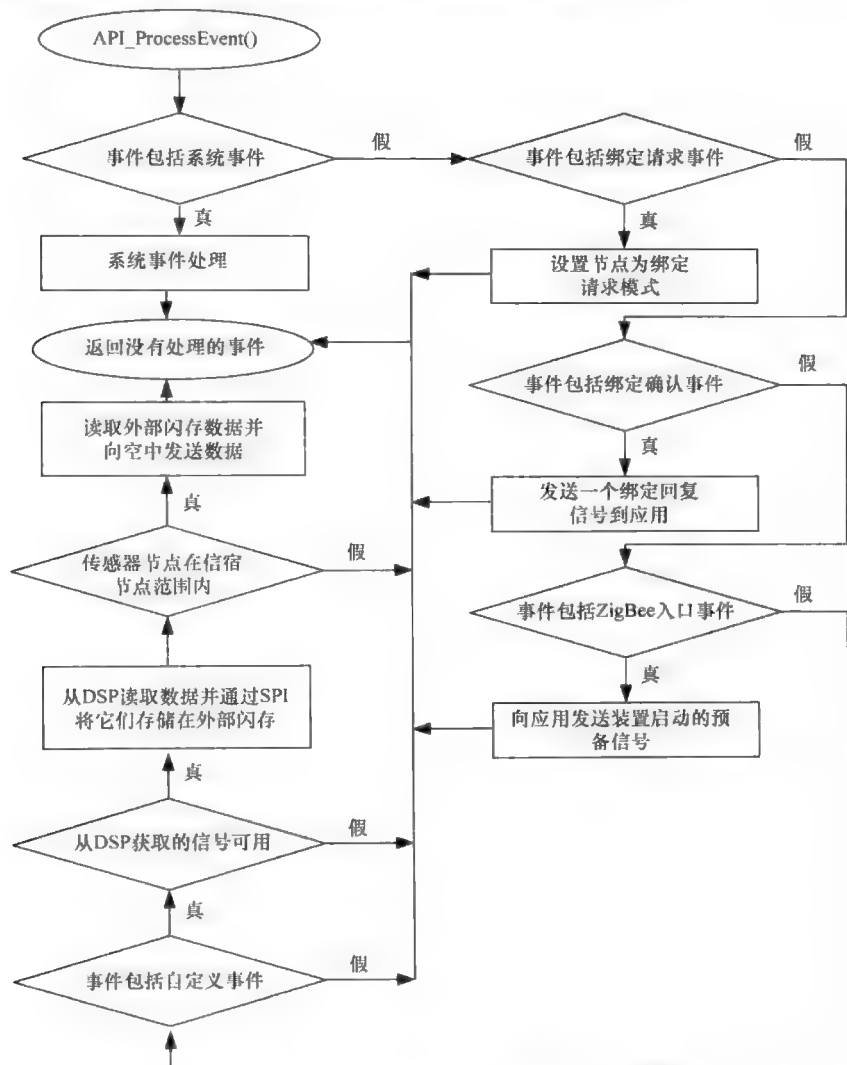 API_ProcessEvent()
事件包括系统事件
假
真
系统事件处理
返回没有处理的事件
读取外部闪存数据并
向空中发送数据
真
传感器节点在信宿
节点范围内
假
从DSP读取数据并通过SPI
将它们存储在外部闪存
真
从DSP获取的信号可用
假
真
事件包括自定义事件
假
事件包括绑定请求事件
假
真
设置节点为绑定
请求模式
事件包括绑定确认事件
假
真
发送一个绑定回复
信号到应用
事件包括ZigBee入口事件
假
真
向应用发送装置启动的预
备信号